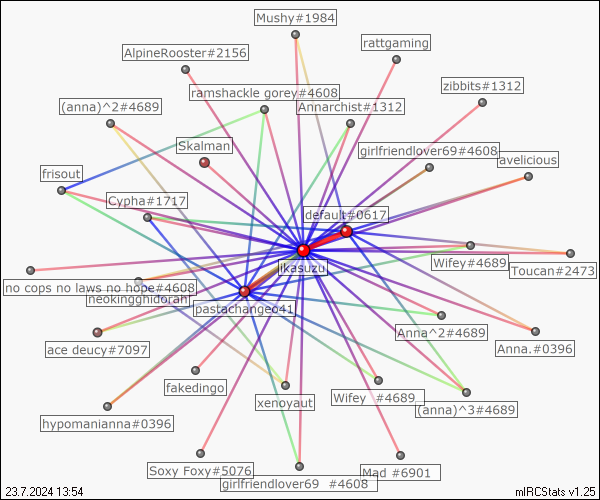 Mushy#1984
rattgaming
AlpineRooster#2156
zibbits#1312
ramshackle gorey#4608
(anna)^2#4689
Annarchist#1312
Skalman
girlfriendlover69#4608
ravelicious
frisout
Cypha#1717
default#0617
jikasuzu
Wifey#4689
Toucan#2473
no cops no laws no hope#4608
neokingghidorah
pastachangeo41
Anna^2#4689
Anna.#0396
ace deucy#7097
fakedingo
xenoyaut
Wifey #4689
(anna)^3#4689
hypomanianna#0396
Soxy Foxy#5076
Mad #6901
girlfriendlover69 #4608
23.7.2024 13:54
mIRCStats v1.25